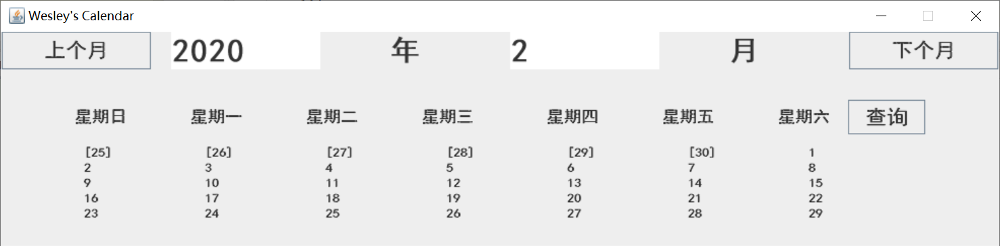 Wesley's Calendar
上个月 2020 年 2 月 下个月
星期日 星期一 星期二 星期三 星期四 星期五 星期六 查询
[25] [26] [27] [28] [29] [30] 1
2 3 4 5 6 7 8
9 10 11 12 13 14 15
16 17 18 19 20 21 22
23 24 25 26 27 28 29